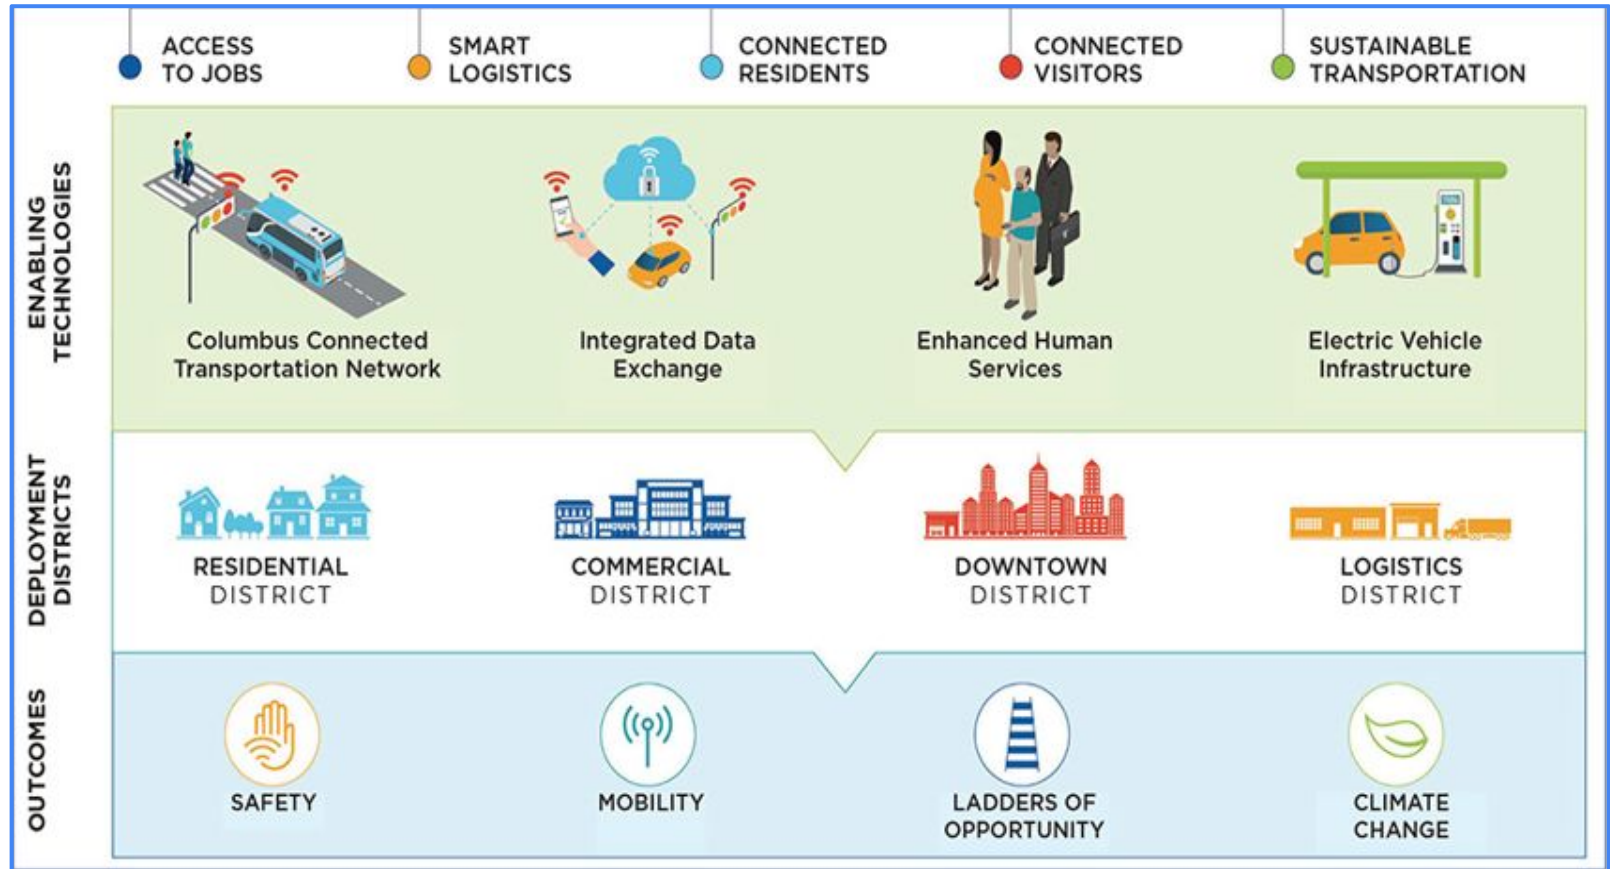 ACCESS
TO JOBS
SMART
LOGISTICS
CONNECTED
RESIDENTS
CONNECTED
VISITORS
SUSTAINABLE
TRANSPORTATION
ENABLING
TECHNOLOGIES
Columbus Connected
Transportation Network
Integrated Data
Exchange
Enhanced Human
Services
Electric Vehicle
Infrastructure
DEPLOYMENT
DISTRICTS
RESIDENTIAL
DISTRICT
COMMERCIAL
DISTRICT
DOWNTOWN
DISTRICT
LOGISTICS
DISTRICT
OUTCOMES
SAFETY
MOBILITY
LADDERS OF
OPPORTUNITY
CLIMATE
CHANGE